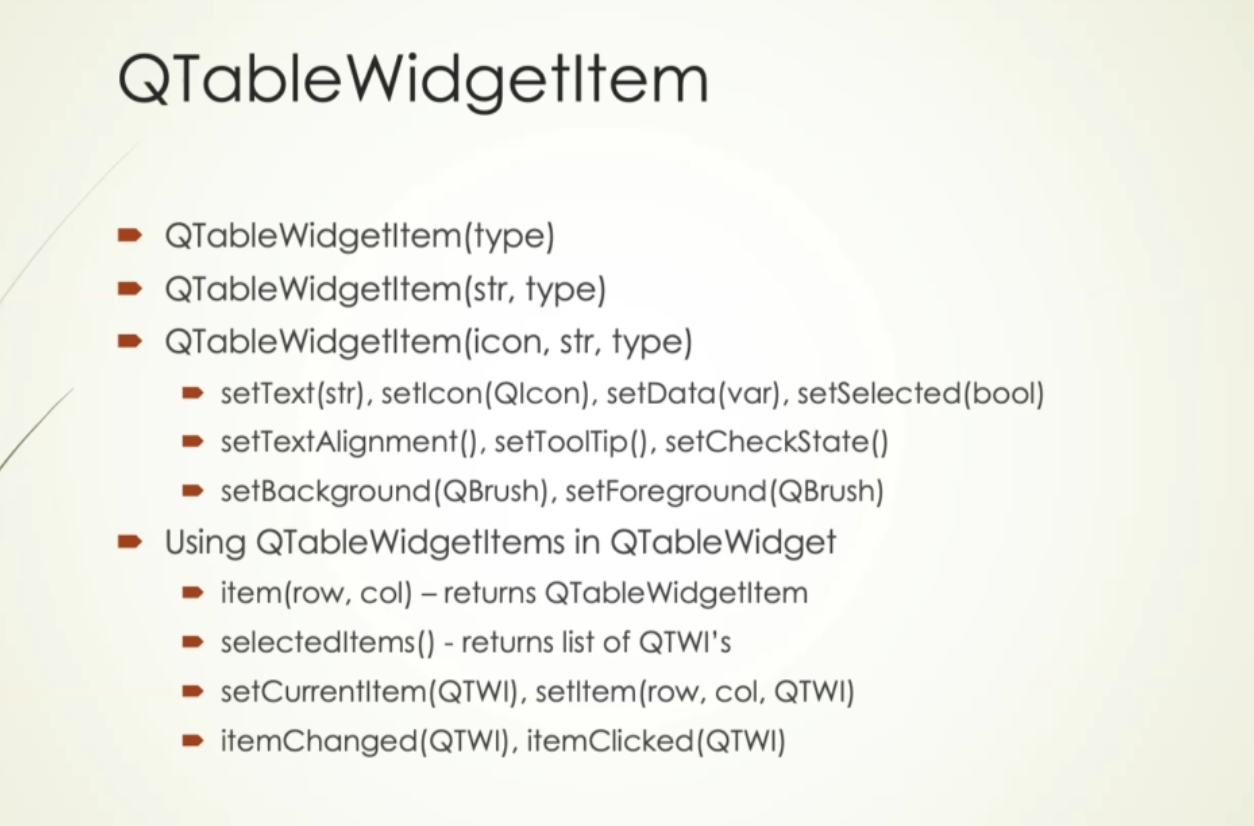 QTableWidgetItem
QTableWidgetItem(type)
QTableWidgetItem(str, type)
QTableWidgetItem(icon, str, type)
setText(str), setIcon(QIcon), setData(var), setSelected(bool)
setTextAlignment(), setToolTip(), setCheckState()
setBackground(QBrush), setForeground(QBrush)
Using QTableWidgetItems in QTableWidget
item(row, col) – returns QTableWidgetItem
selectedItems() - returns list of QTWI’s
setCurrentItem(QTWI), setItem(row, col, QTWI)
itemChanged(QTWI), itemClicked(QTWI)